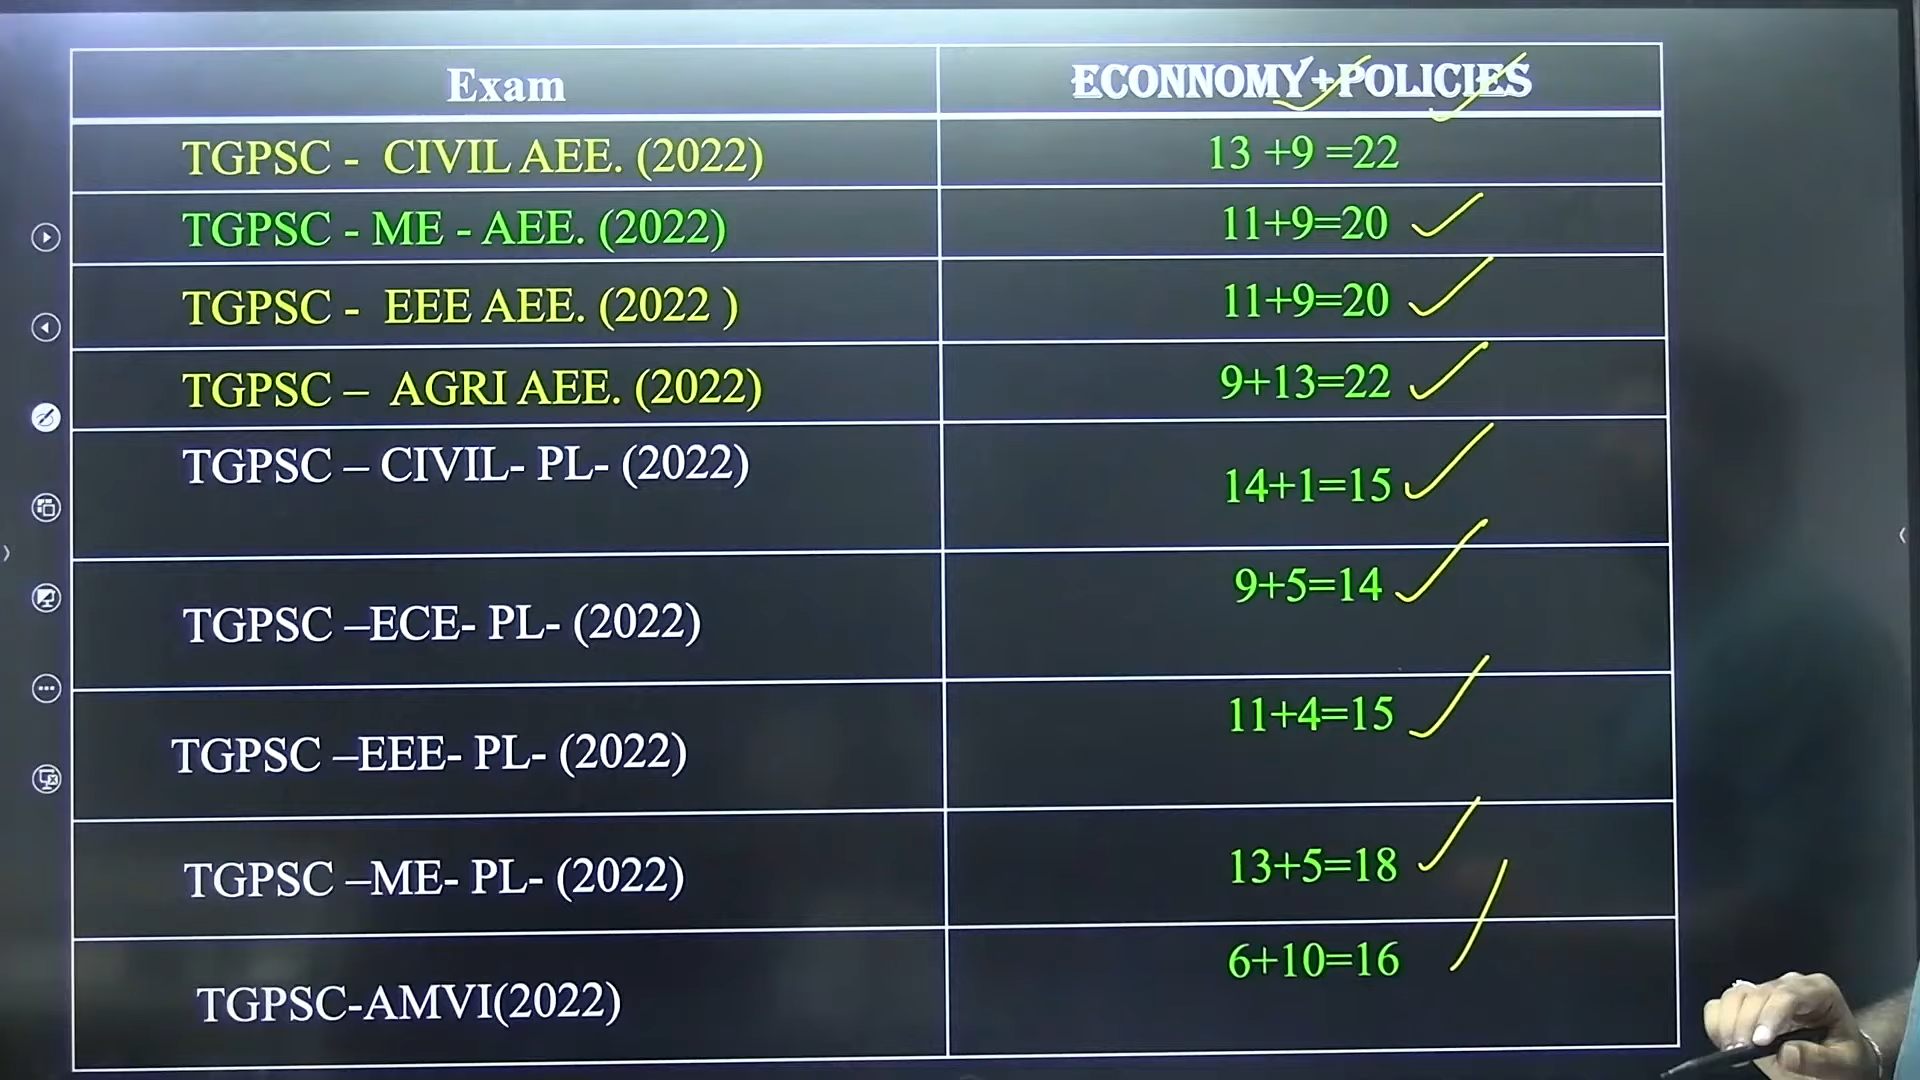 Exam ECONNOMY+POLICIES
TGPSC - CIVIL AEE. (2022) 13 +9 =22
TGPSC - ME - AEE. (2022) 11+9=20
TGPSC - EEE AEE. (2022 ) 11+9=20
TGPSC – AGRI AEE. (2022) 9+13=22
TGPSC – CIVIL- PL- (2022) 14+1=15
TGPSC –ECE- PL- (2022) 9+5=14
TGPSC –EEE- PL- (2022) 11+4=15
TGPSC –ME- PL- (2022) 13+5=18
TGPSC-AMVI(2022) 6+10=16